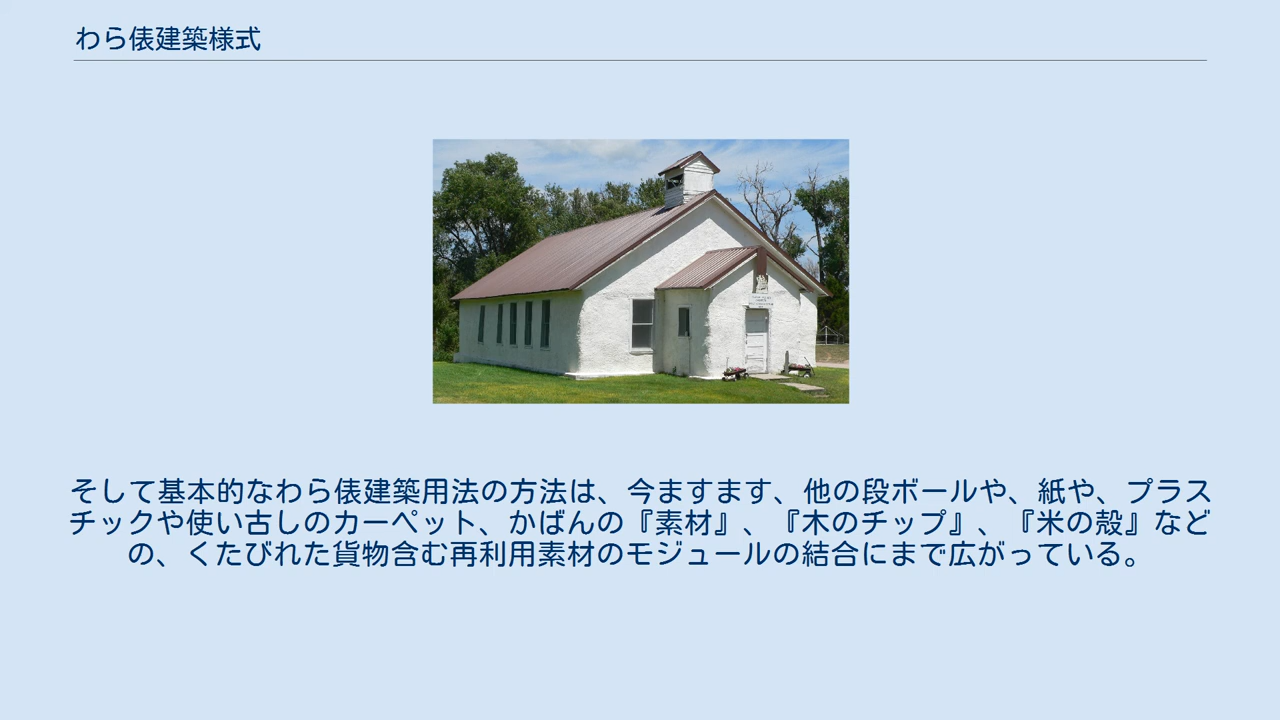 わら俵建築様式
そして基本的なわら俵建築用法の方法は、今ますます、他の段ボールや、紙や、プラス
チックや使い古しのカーペット、かばんの『素材』、『木のチップ』、『米の殻』など
の、くたびれた貨物含む再利用素材のモジュールの結合にまで広がっている。